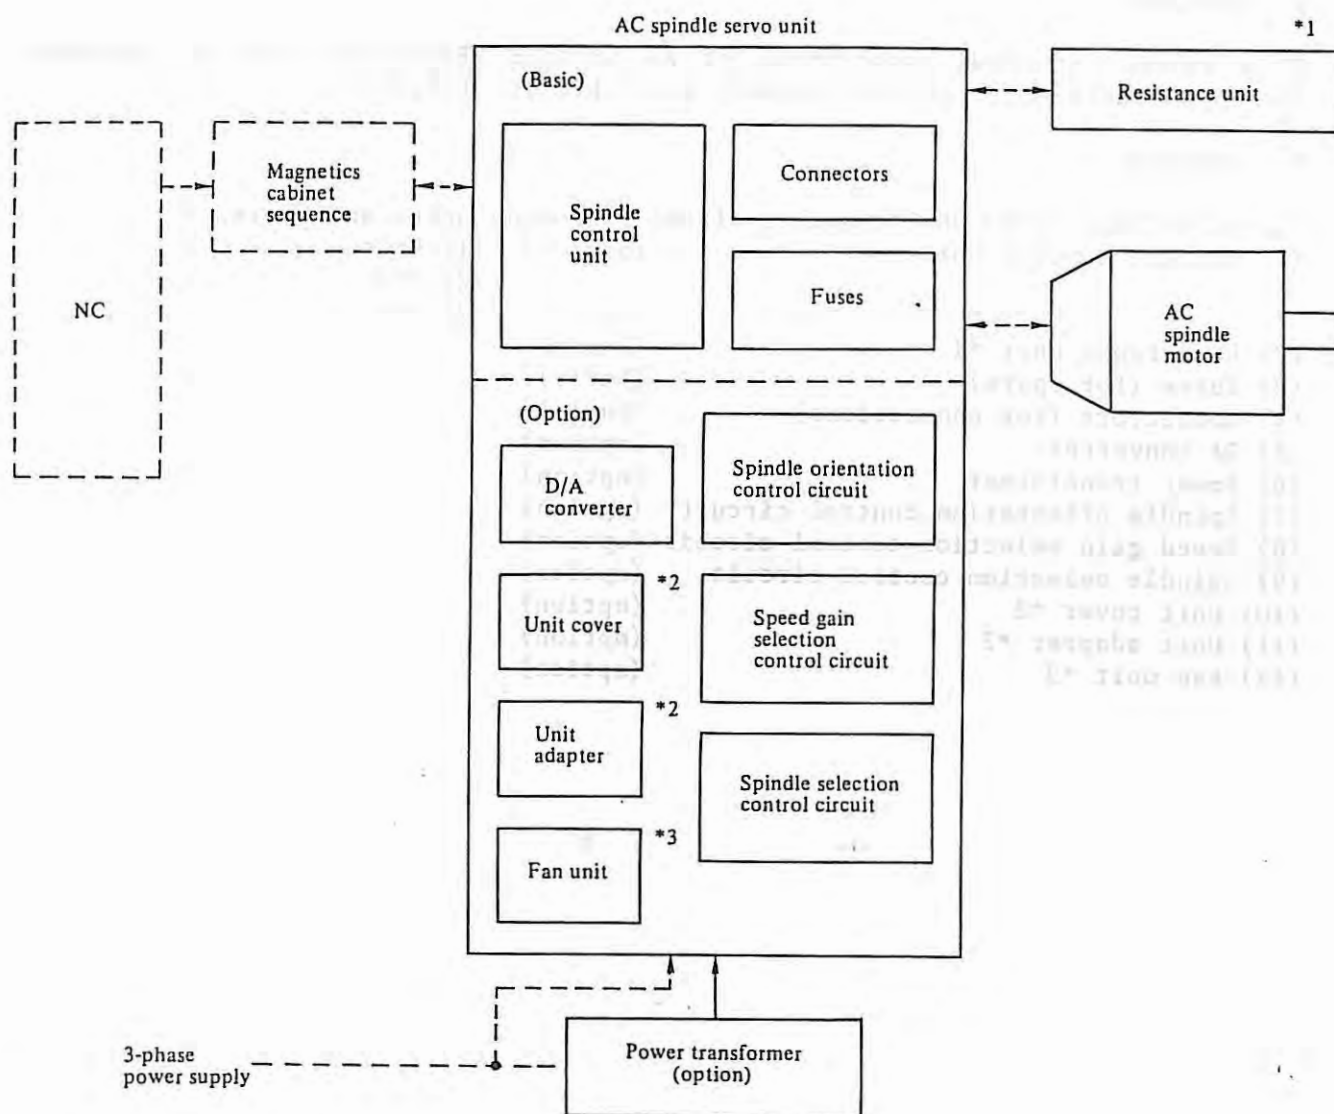 AC spindle servo unit
*1
(Basic)
Resistance unit
Magnetics
cabinet
sequence
Connectors
Spindle
control
unit
NC
Fuses
AC
spindle
motor
(Option)
D/A
converter
Spindle orientation
control circuit
*2
Unit cover
Speed gain
selection
control circuit
*2
Unit
adapter
Spindle selection
control circuit
*3
Fan unit
3-phase
power supply
Power transformer
(option)